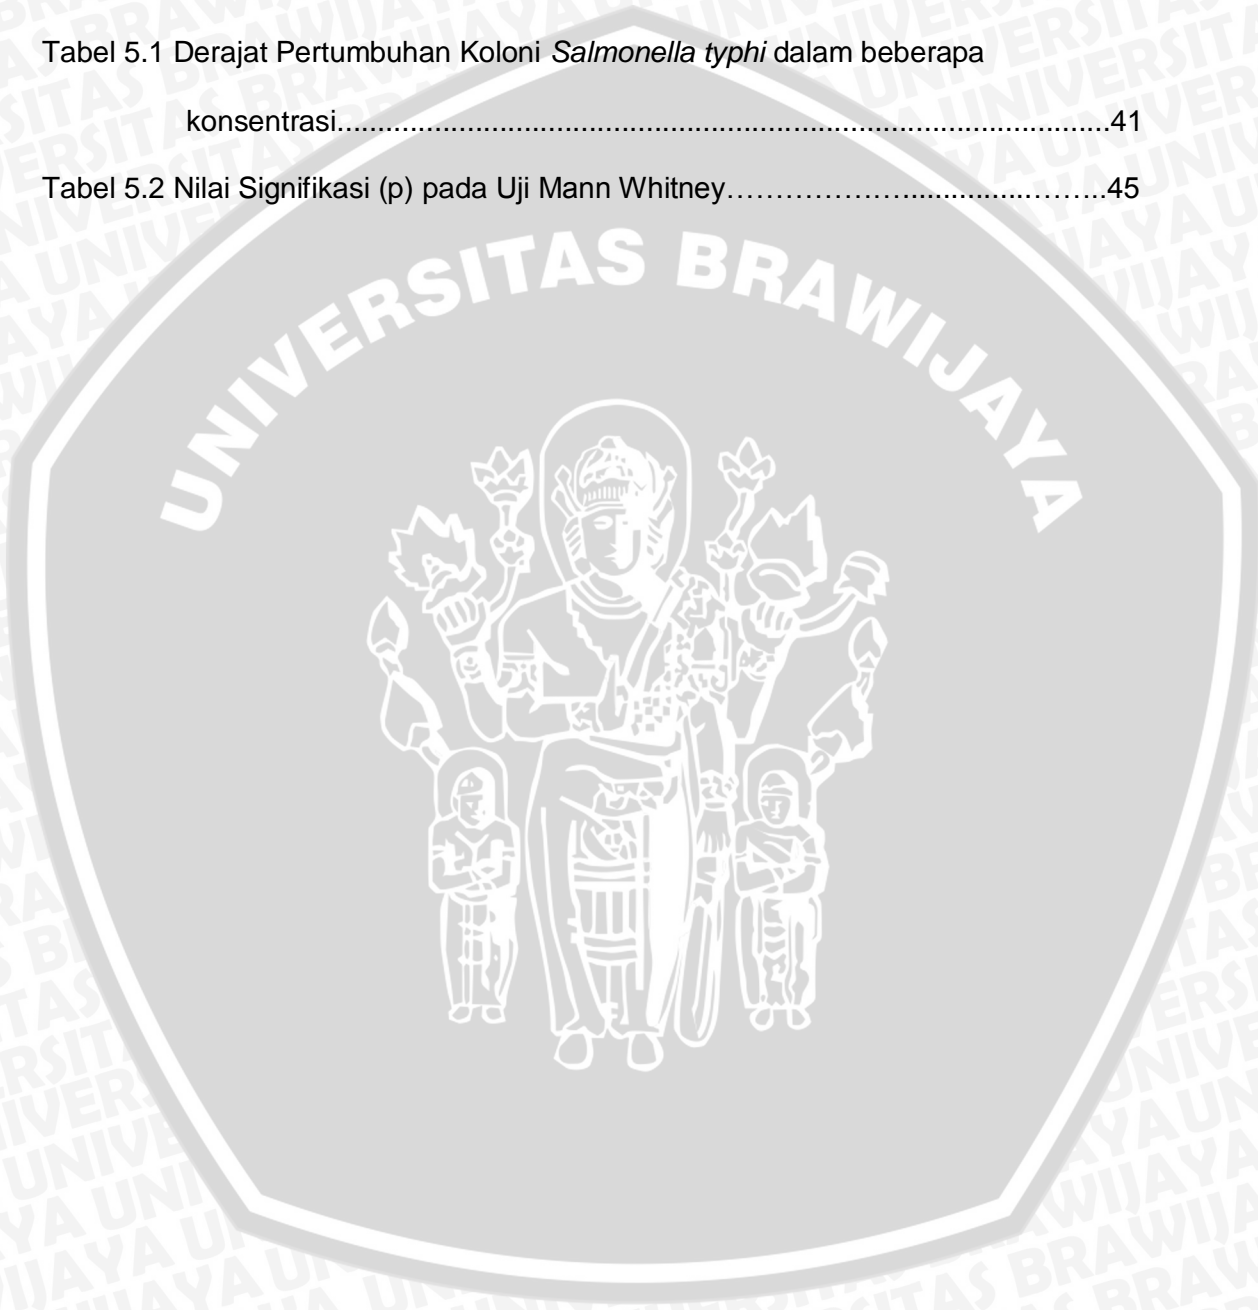 Tabel 5.1 Derajat Pertumbuhan Koloni Salmonella typhi dalam beberapa
konsentrasi.................................................................................41
Tabel 5.2 Nilai Signifikasi (p) pada Uji Mann Whitney……………….............……...45
UNIVERSITAS BRAWIJAYA